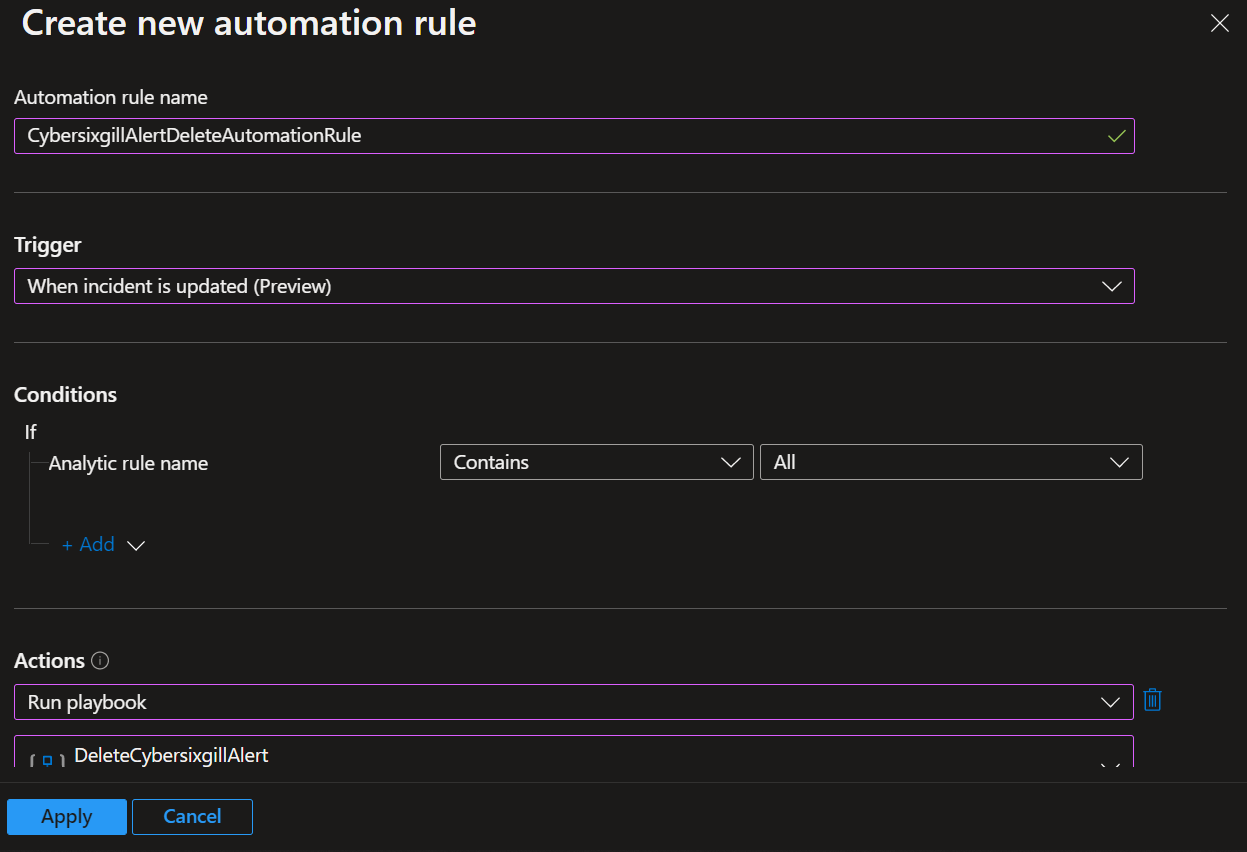 Create new automation rule
Automation rule name
CybersixgillAlertDeleteAutomationRule
Trigger
When incident is updated (Preview)
Conditions
If
Analytic rule name Contains All
+ Add
Actions
Run playbook
DeleteCybersixgillAlert
Apply Cancel